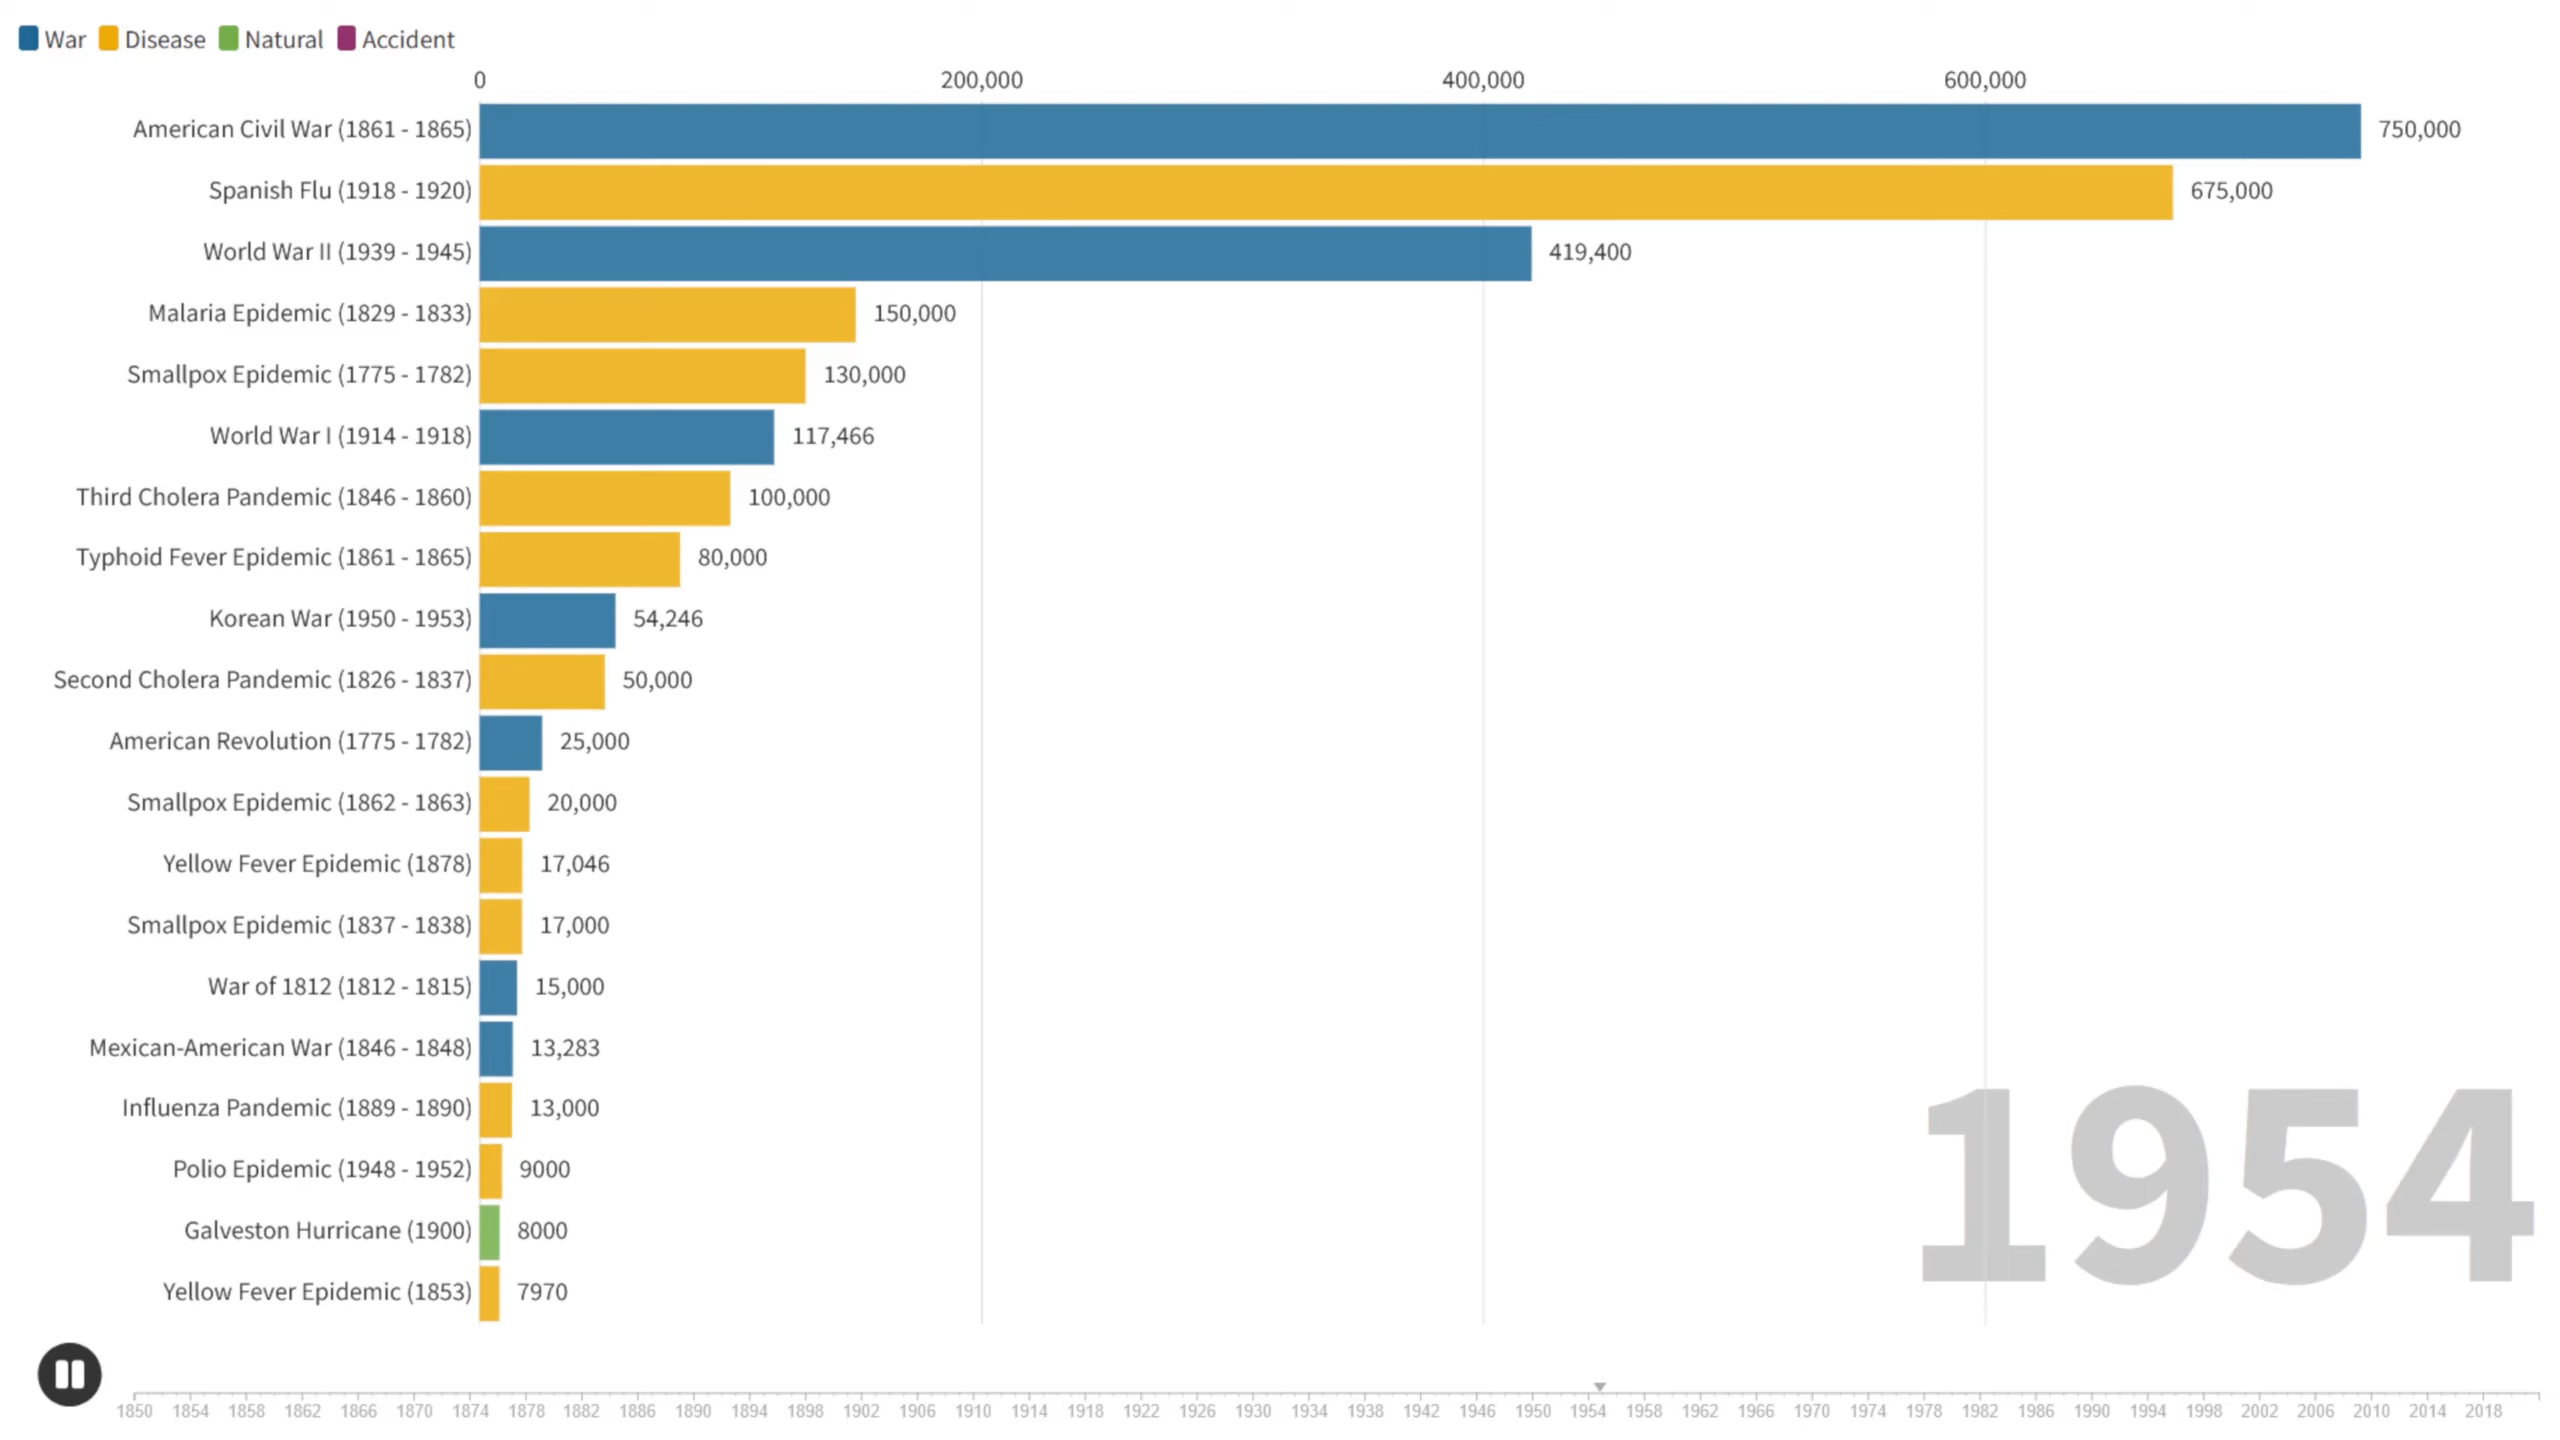 War Disease Natural Accident
0 200,000 400,000 600,000
American Civil War (1861 - 1865) 750,000
Spanish Flu (1918 - 1920) 675,000
World War II (1939 - 1945) 419,400
Malaria Epidemic (1829 - 1833) 150,000
Smallpox Epidemic (1775 - 1782) 130,000
World War I (1914 - 1918) 117,466
Third Cholera Pandemic (1846 - 1860) 100,000
Typhoid Fever Epidemic (1861 - 1865) 80,000
Korean War (1950 - 1953) 54,246
Second Cholera Pandemic (1826 - 1837) 50,000
American Revolution (1775 - 1782) 25,000
Smallpox Epidemic (1862 - 1863) 20,000
Yellow Fever Epidemic (1878) 17,046
Smallpox Epidemic (1837 - 1838) 17,000
War of 1812 (1812 - 1815) 15,000
Mexican-American War (1846 - 1848) 13,283
Influenza Pandemic (1889 - 1890) 13,000
Polio Epidemic (1948 - 1952) 9000
Galveston Hurricane (1900) 8000
Yellow Fever Epidemic (1853) 7970
1954
1850 1854 1858 1862 1866 1870 1874 1878 1882 1886 1890 1894 1898 1902 1906 1910 1914 1918 1922 1926 1930 1934 1938 1942 1946 1950 1954 1958 1962 1966 1970 1974 1978 1982 1986 1990 1994 1998 2002 2006 2010 2014 2018